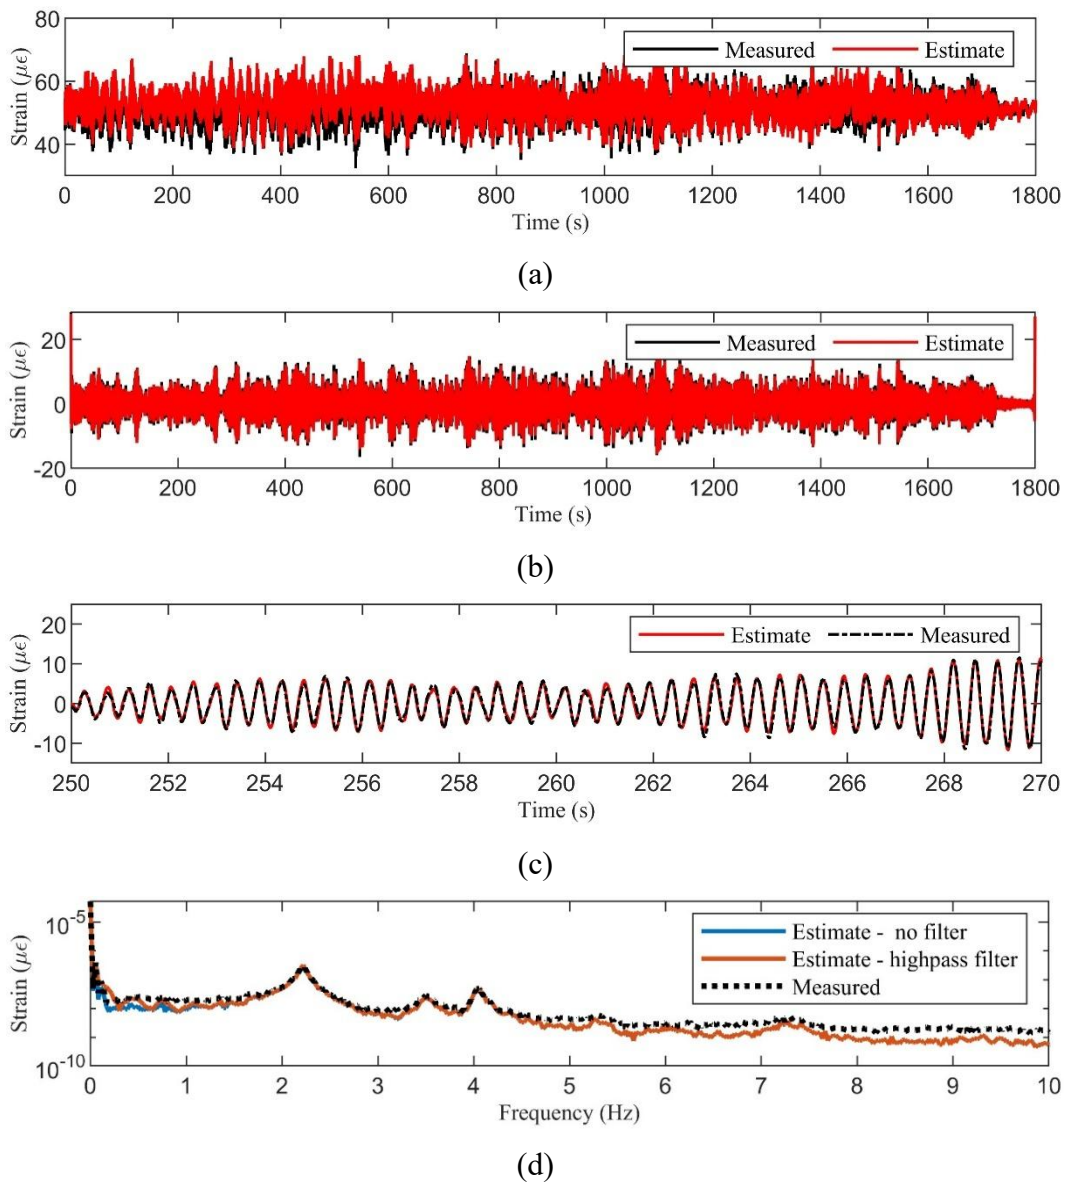 80
60
40
Strain (με)
Measured Estimate
0 200 400 600 800 1000 1200 1400 1600 1800
Time (s)
(a)
20
0
-20
Strain (με)
Measured Estimate
0 200 400 600 800 1000 1200 1400 1600 1800
Time (s)
(b)
20
10
0
-10
Strain (με)
Estimate Measured
250 252 254 256 258 260 262 264 266 268 270
Time (s)
(c)
10⁻⁵
10⁻¹⁰
Strain (με)
Estimate - no filter
Estimate - highpass filter
Measured
0 1 2 3 4 5 6 7 8 9 10
Frequency (Hz)
(d)